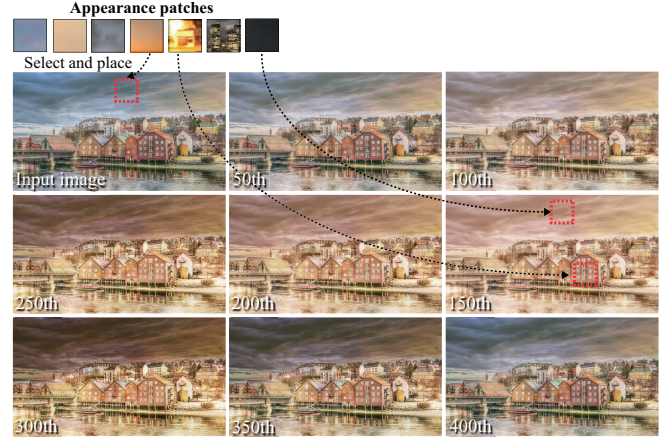 Appearance patches
Select and place
Input image
50th
100th
250th
200th
150th
300th
350th
400th